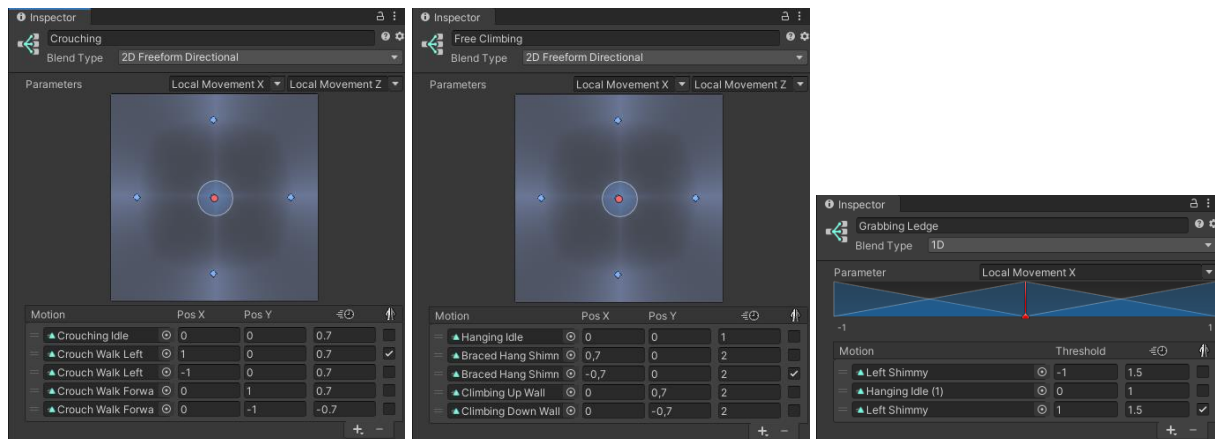 Inspector
Crouching
Blend Type 2D Freeform Directional
Parameters Local Movement X Local Movement Z
Motion Pos X Pos Y
Crouching Idle 0 0 0.7
Crouch Walk Left 1 0 0.7
Crouch Walk Left -1 0 0.7
Crouch Walk Forwa 0 1 0.7
Crouch Walk Forwa 0 -1 -0.7
Inspector
Free Climbing
Blend Type 2D Freeform Directional
Parameters Local Movement X Local Movement Z
Motion Pos X Pos Y
Hanging Idle 0 0 1
Braced Hang Shimn 0,7 0 2
Braced Hang Shimn -0,7 0 2
Climbing Up Wall 0 0,7 2
Climbing Down Wall 0 -0,7 2
Inspector
Grabbing Ledge
Blend Type 1D
Parameter Local Movement X
-1 1
Motion Threshold
Left Shimmy -1 1.5
Hanging Idle (1) 0 1
Left Shimmy 1 1.5